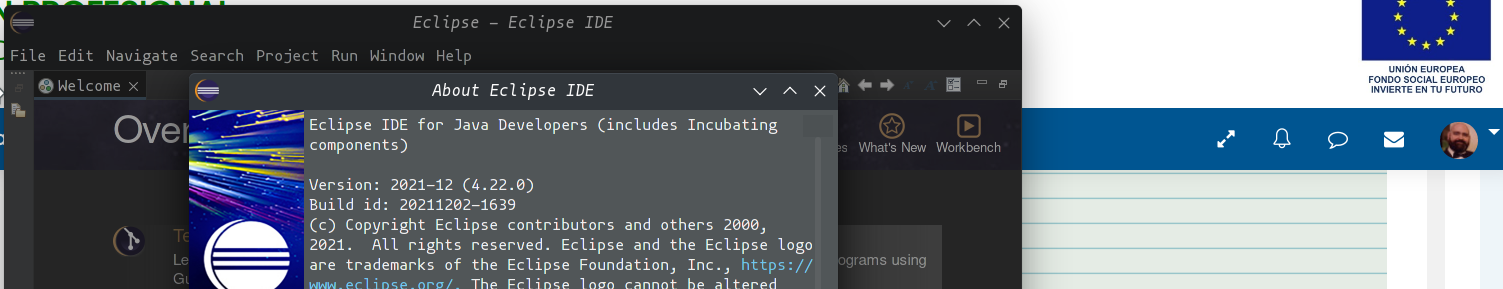 N PROFESIONAL
Eclipse – Eclipse IDE
File Edit Navigate Search Project Run Window Help
Welcome
About Eclipse IDE
Over
What's New
Workbench
Eclipse IDE for Java Developers (includes Incubating
components)
Version: 2021–12 (4.22.0)
Build id: 20211202–1639
(c) Copyright Eclipse contributors and others 2000,
2021. All rights reserved. Eclipse and the Eclipse logo
are trademarks of the Eclipse Foundation, Inc., https://
www.eclipse.org/. The Eclipse logo cannot be altered
Te
Le
Gu
ograms using
UNIÓN EUROPEA
FONDO SOCIAL EUROPEO
INVIERTE EN TU FUTURO